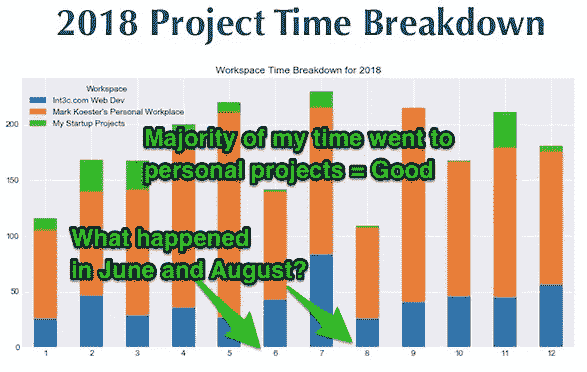 2018 Project Time Breakdown
Workspace Time Breakdown for 2018
Workspace
Int3c.com Web Dev
Mark Koester's Personal Workplace
My Startup Projects
Majority of my time went to
personal projects = Good
What happened
in June and August?
200
150
100
50
0
1 2 3 4 5 6 7 8 9 10 11 12